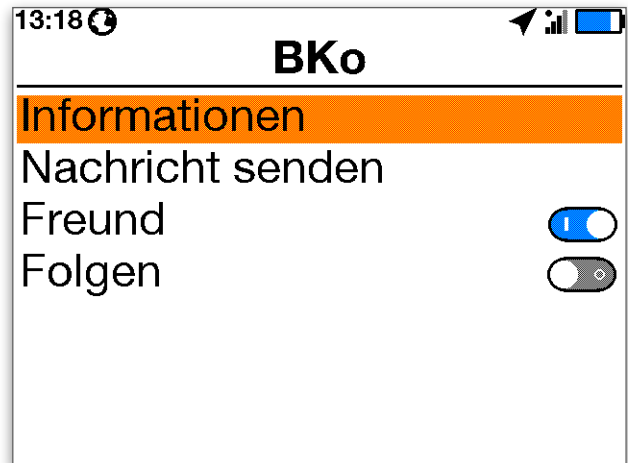 13:18
BKo
Informationen
Nachricht senden
Freund
Folgen